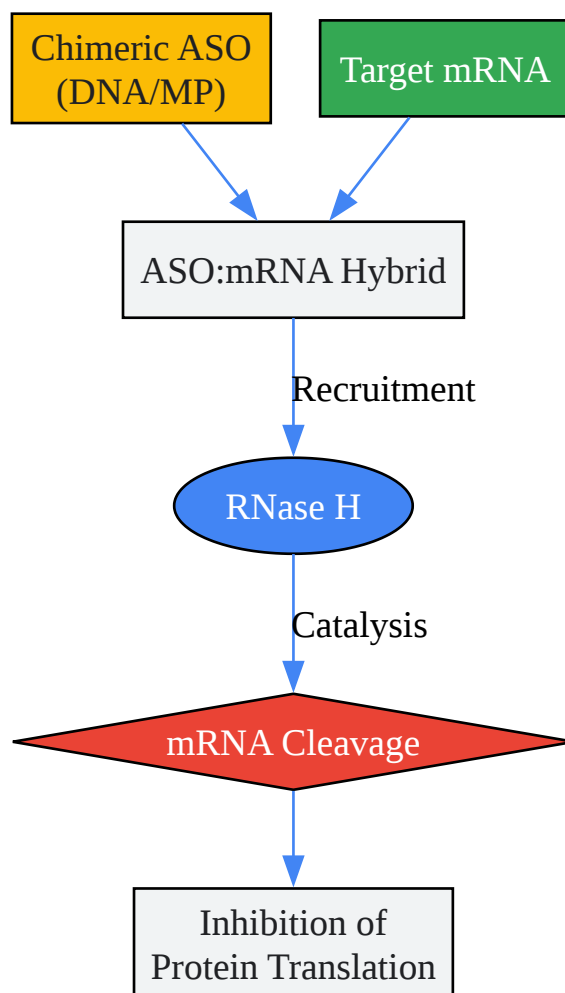 Chimeric ASO
(DNA/MP)
Target mRNA
ASO:mRNA Hybrid
Recruitment
RNase H
Catalysis
mRNA Cleavage
Inhibition of
Protein Translation